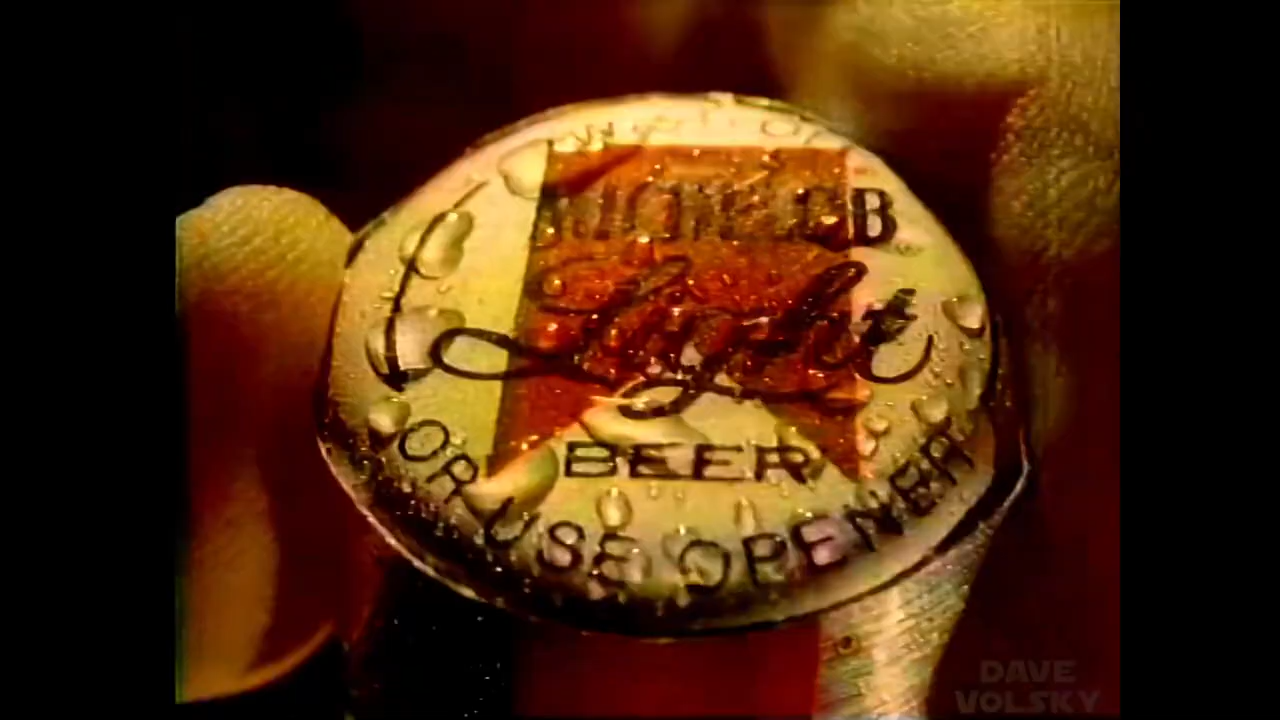 MICHELOB
Light
BEER
OR USE OPENER
DAVE
VOLSKY